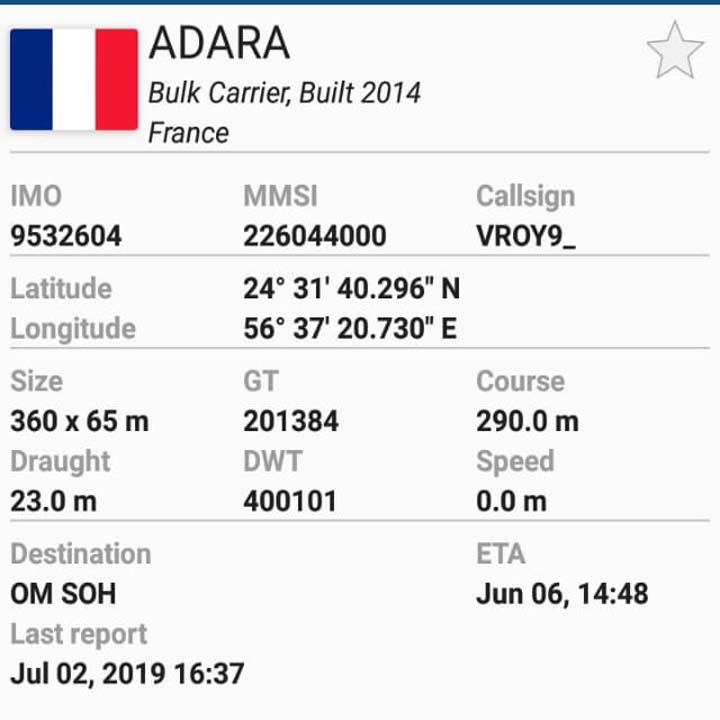 ADARA
Bulk Carrier, Built 2014
France
IMO MMSI Callsign
9532604 226044000 VROY9_
Latitude 24° 31' 40.296" N
Longitude 56° 37' 20.730" E
Size GT Course
360 x 65 m 201384 290.0 m
Draught DWT Speed
23.0 m 400101 0.0 m
Destination ETA
OM SOH Jun 06, 14:48
Last report
Jul 02, 2019 16:37